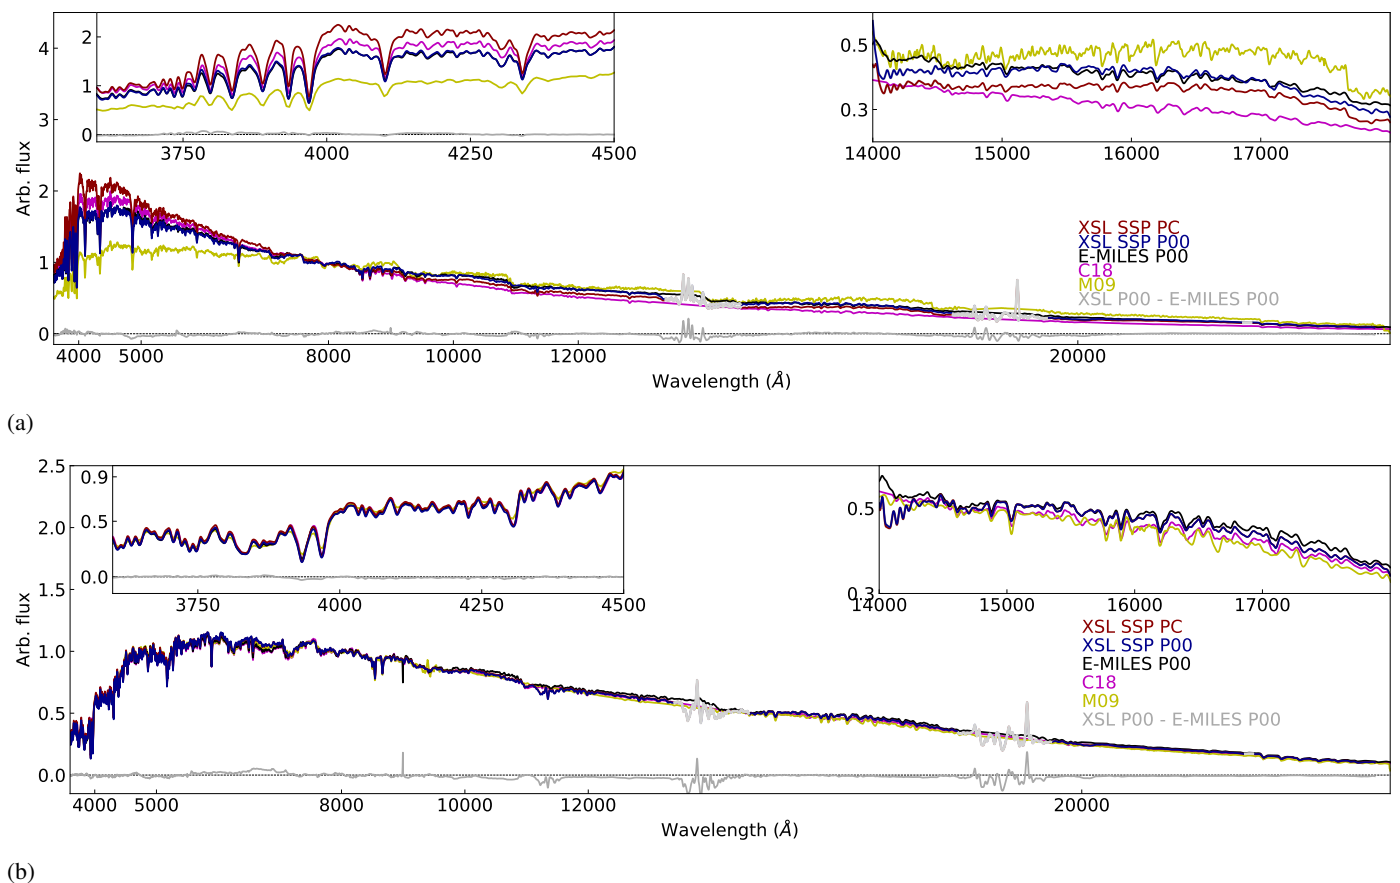 2
1
0
3750
4000
4250
4500
0.5
0.3
14000
15000
16000
17000
4
3
2
1
0
Arb. flux
XSL SSP PC
XSL SSP P00
E-MILES P00
C18
M09
XSL P00 - E-MILES P00
4000 5000 8000 10000 12000 20000
Wavelength (Å)
(a)
0.9
0.5
0.0
3750 4000 4250 4500
0.5
0.3
14000 15000 16000 17000
2.5
2.0
1.5
1.0
0.5
0.0
Arb. flux
XSL SSP PC
XSL SSP P00
E-MILES P00
C18
M09
XSL P00 - E-MILES P00
4000 5000 8000 10000 12000 20000
Wavelength (Å)
(b)